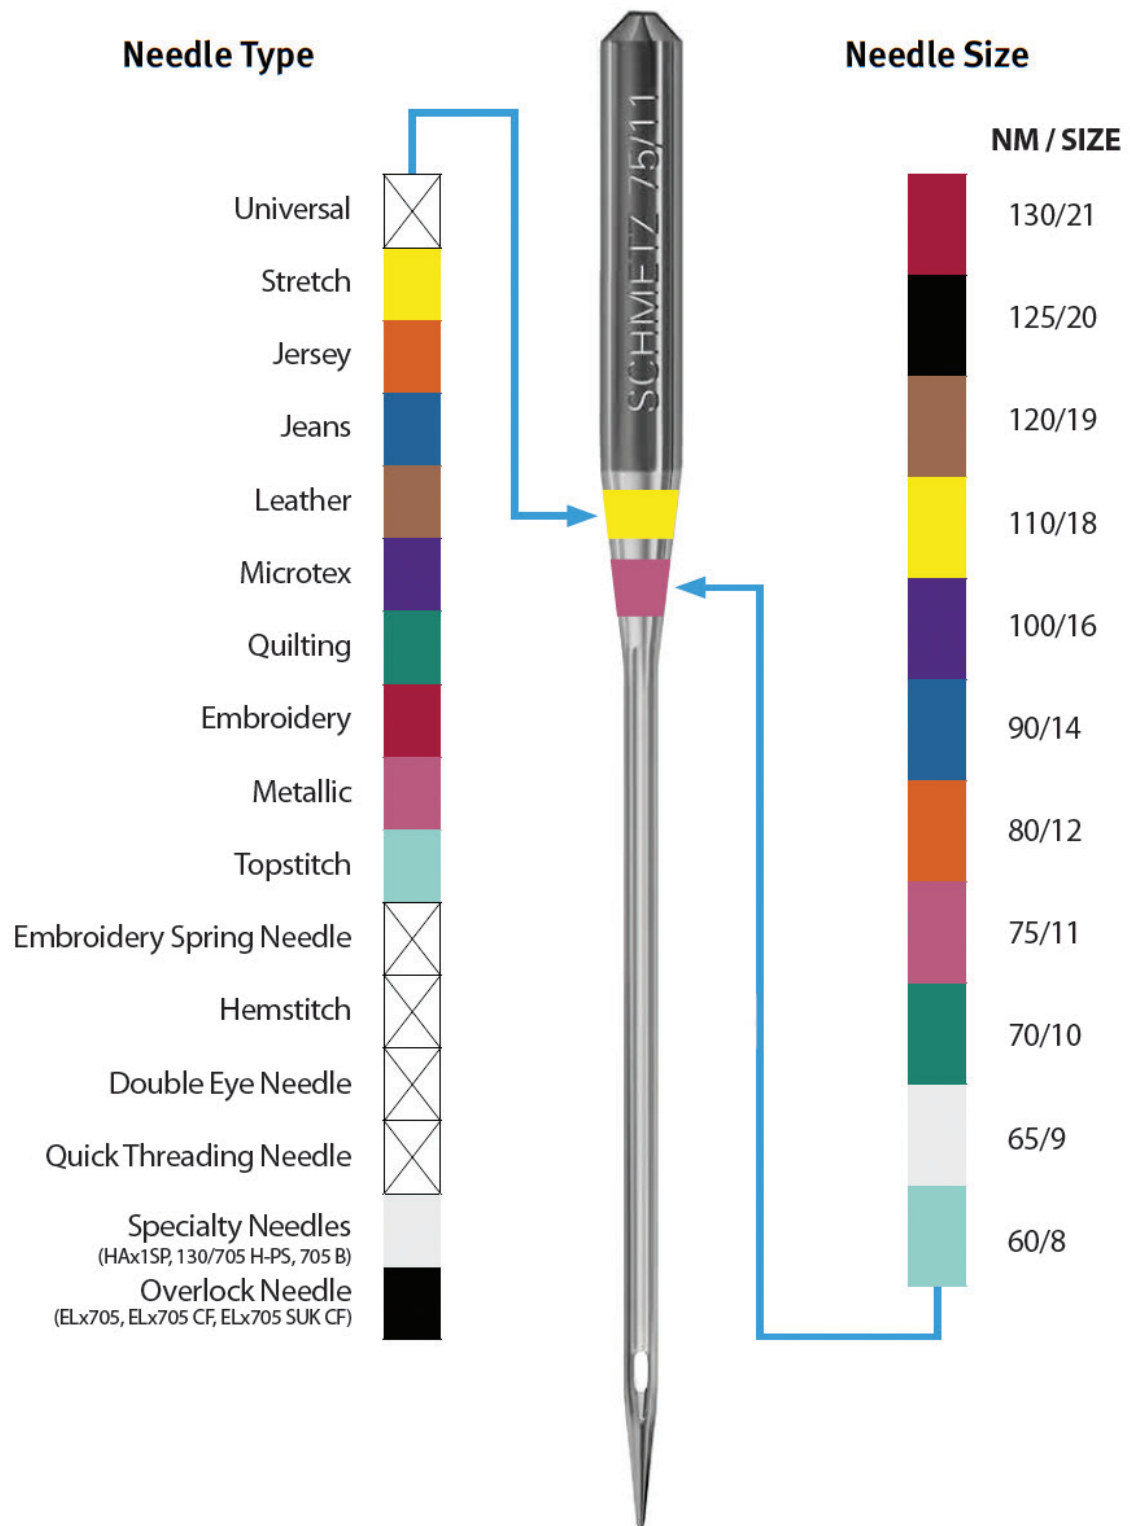 Needle Type
Needle Size
NM / SIZE
SCHMETZ 75/11
Universal
Stretch
Jersey
Jeans
Leather
Microtex
Quilting
Embroidery
Metallic
Topstitch
Embroidery Spring Needle
Hemstitch
Double Eye Needle
Quick Threading Needle
Specialty Needles
(HAx1SP, 130/705 H-PS, 705 B)
Overlock Needle
(ELx705, ELx705 CF, ELx705 SUK CF)
130/21
125/20
120/19
110/18
100/16
90/14
80/12
75/11
70/10
65/9
60/8